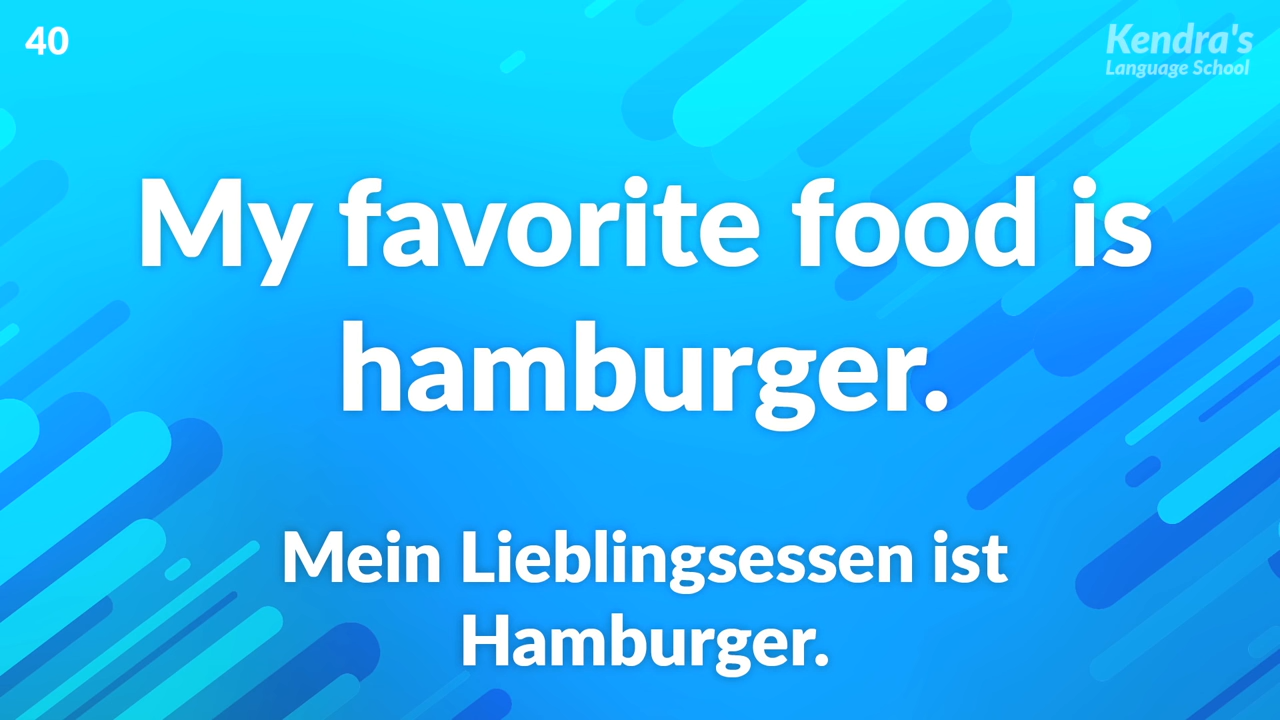 40
Kendra's
Language School
My favorite food is
hamburger.
Mein Lieblingsessen ist
Hamburger.